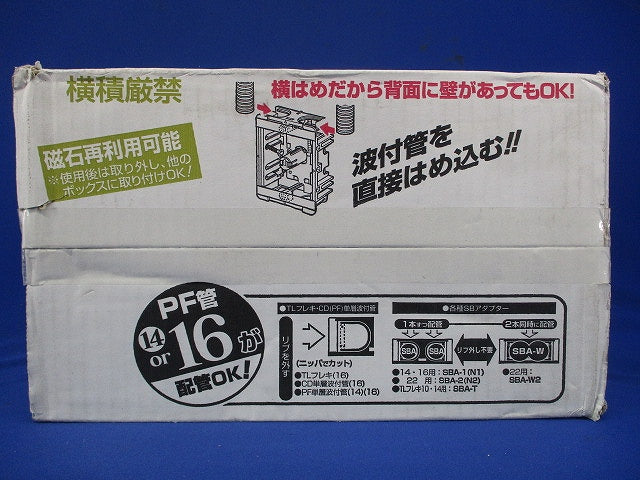 横積厳禁
横はめだから背面に壁があってもOK!
磁石再利用可能
※使用後は取り外し、他の
ボックスに取り付けOK!
波付管を
直接はめ込む!!
PF管
⑭or16が
配管OK!
●TLフレキ・CD(PF)単層波付管
リブを外す
(ニッパでカット)
●TLフレキ(16)
●CD単層波付管(16)
●PF単層波付管(14)(16)
●各種SBアダプター
1本ずつ配管
SBA SBA
リブ外し不要
2本同時に配管
SBA-W
●14・16用:SBA-1(N1)
● 22 用:SBA-2(N2)
●TLフレキ10・14用:SBA-T
●22用:
SBA-W2